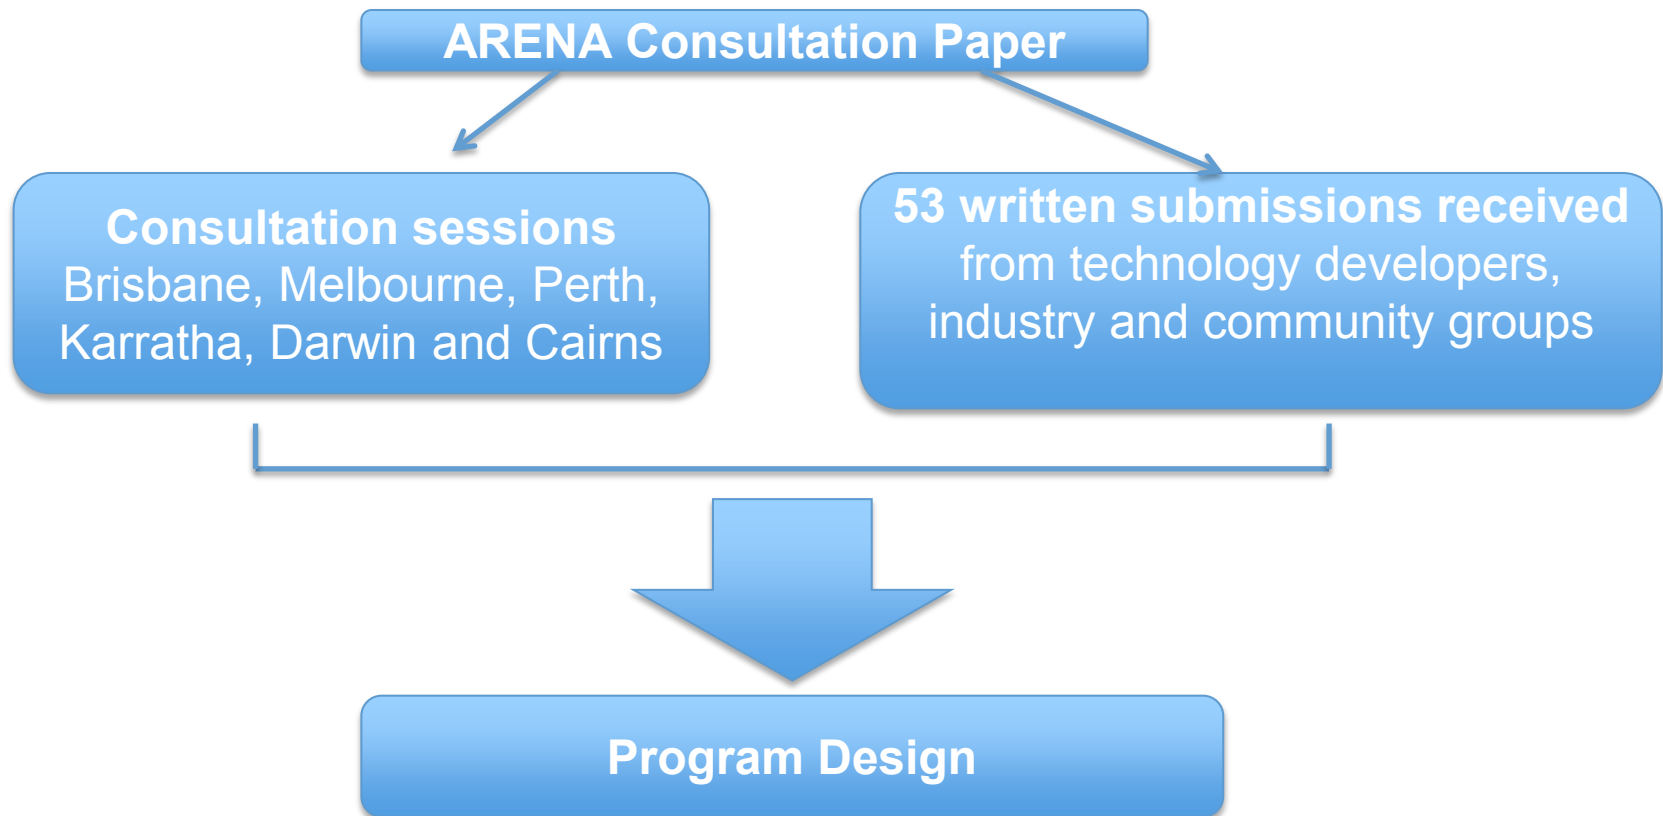 ARENA Consultation Paper
Consultation sessions
Brisbane, Melbourne, Perth,
Karratha, Darwin and Cairns
53 written submissions received
from technology developers,
industry and community groups
Program Design